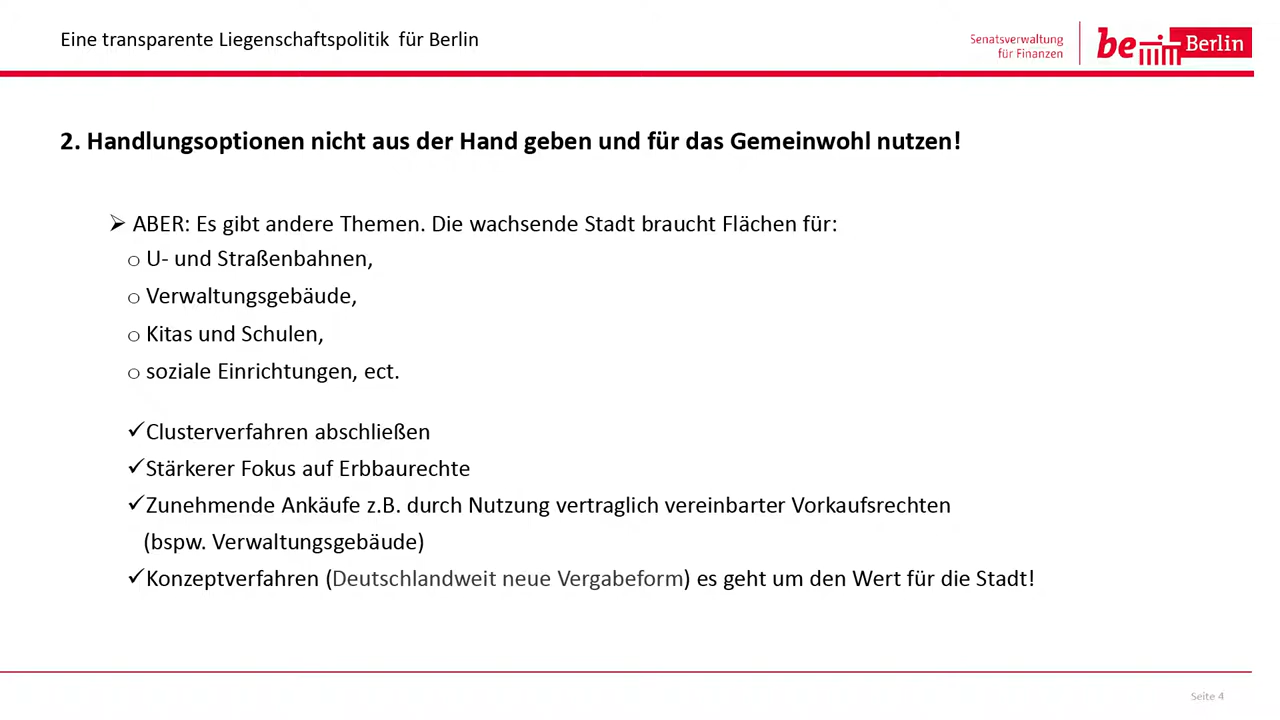 Eine transparente Liegenschaftspolitik für Berlin
Senatsverwaltung
für Finanzen
be Berlin
2. Handlungsoptionen nicht aus der Hand geben und für das Gemeinwohl nutzen!
➢ ABER: Es gibt andere Themen. Die wachsende Stadt braucht Flächen für:
o U- und Straßenbahnen,
o Verwaltungsgebäude,
o Kitas und Schulen,
o soziale Einrichtungen, ect.
✓Clusterverfahren abschließen
✓Stärkerer Fokus auf Erbbaurechte
✓Zunehmende Ankäufe z.B. durch Nutzung vertraglich vereinbarter Vorkaufsrechten
(bspw. Verwaltungsgebäude)
✓Konzeptverfahren (Deutschlandweit neue Vergabeform) es geht um den Wert für die Stadt!
Seite 4